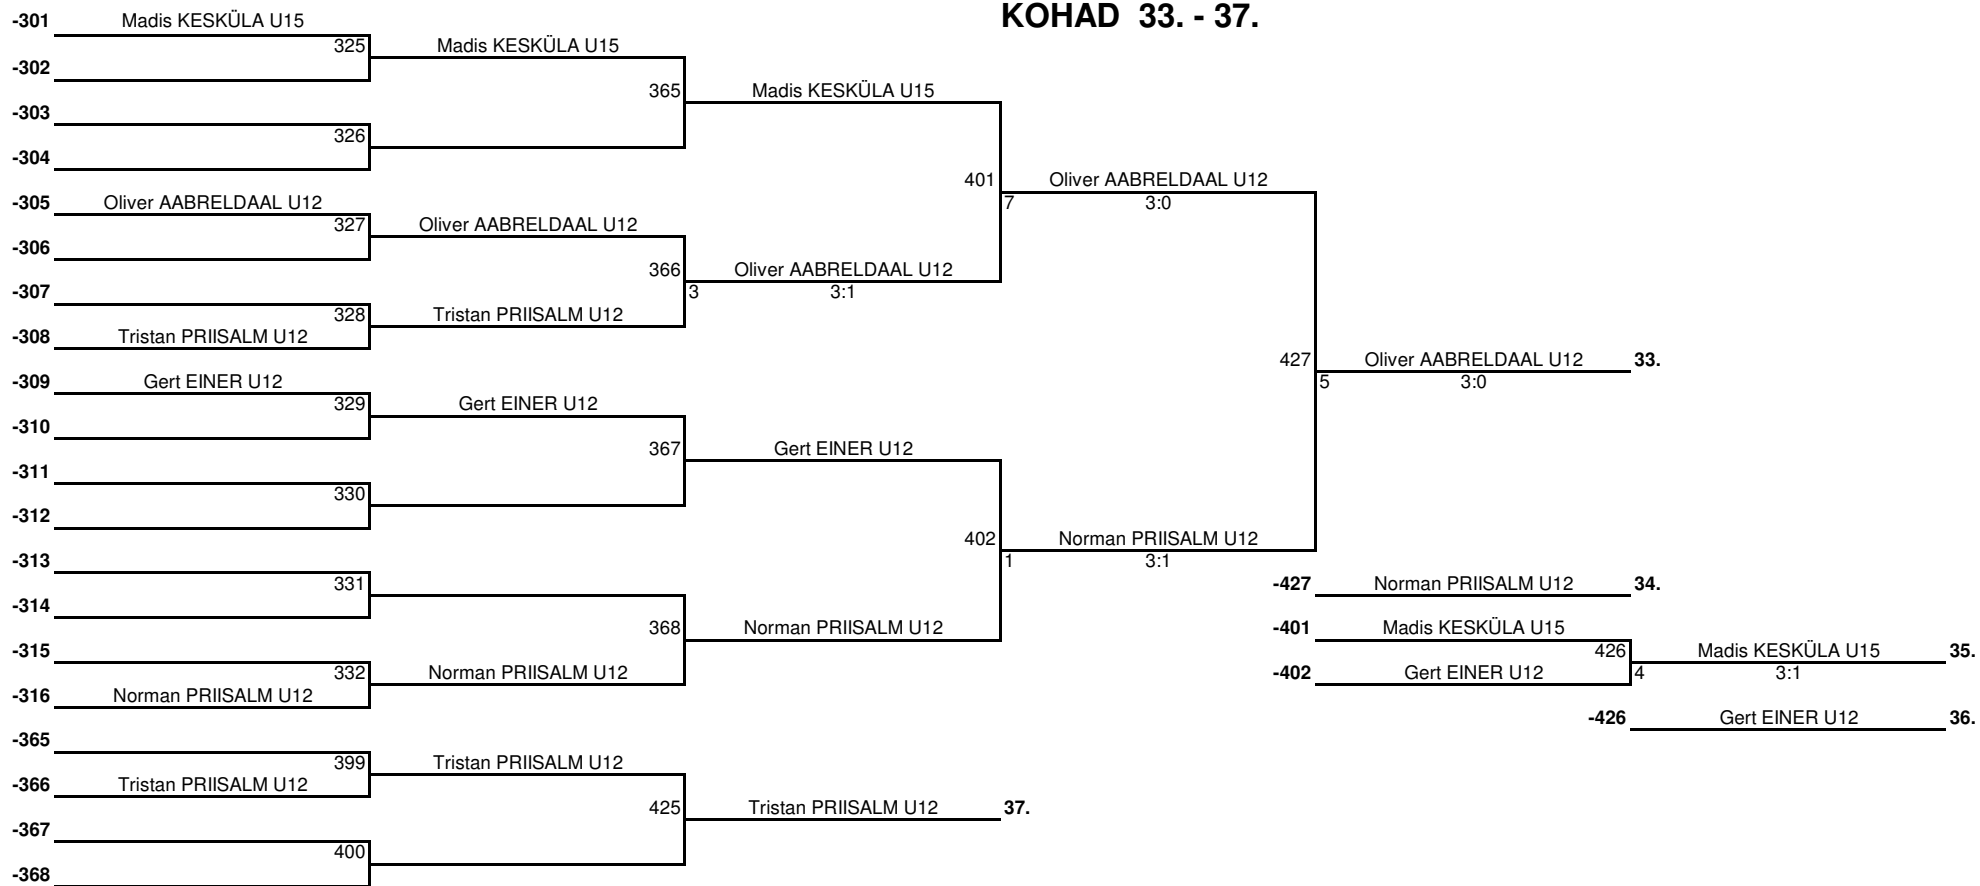 KOHAD 33. - 37.
-301 Madis KESKÜLA U15
325 Madis KESKÜLA U15
-302
365 Madis KESKÜLA U15
-303
326
-304
401 Oliver AABRELDAAL U12
7 3:0
-305 Oliver AABRELDAAL U12
327 Oliver AABRELDAAL U12
-306
366 Oliver AABRELDAAL U12
3 3:1
-307
328 Tristan PRIISALM U12
-308 Tristan PRIISALM U12
427 Oliver AABRELDAAL U12 33.
5 3:0
-309 Gert EINER U12
329 Gert EINER U12
-310
367 Gert EINER U12
-311
330
-312
402 Norman PRIISALM U12
1 3:1
-313
331
-314
368 Norman PRIISALM U12
-315
332 Norman PRIISALM U12
-316 Norman PRIISALM U12
-427 Norman PRIISALM U12 34.
-401 Madis KESKÜLA U15
426 Madis KESKÜLA U15 35.
-402 Gert EINER U12
4 3:1
-426 Gert EINER U12 36.
-365
399 Tristan PRIISALM U12
-366 Tristan PRIISALM U12
425 Tristan PRIISALM U12 37.
-367
400
-368